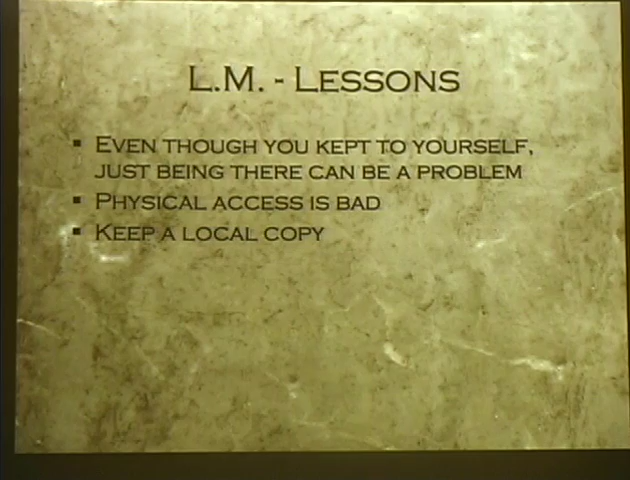 L.M. - LESSONS
▪ EVEN THOUGH YOU KEPT TO YOURSELF,
JUST BEING THERE CAN BE A PROBLEM
▪ PHYSICAL ACCESS IS BAD
▪ KEEP A LOCAL COPY